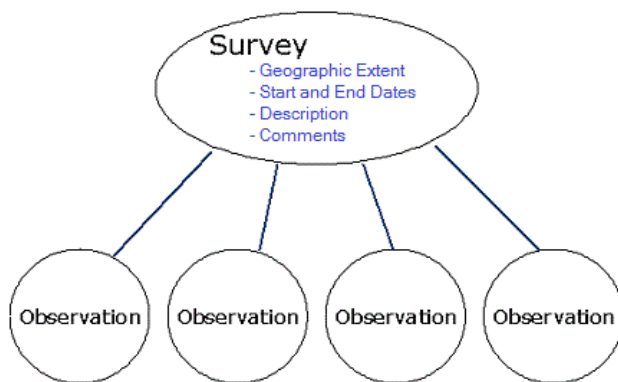 Survey
- Geographic Extent
- Start and End Dates
- Description
- Comments
Observation Observation Observation Observation